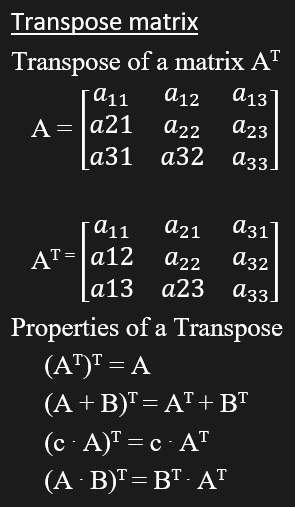 Transpose matrix
Transpose of a matrix Aᵀ
A = [a₁₁ a₁₂ a₁₃
a21 a₂₂ a₂₃
a31 a32 a₃₃]
Aᵀ = [a₁₁ a₂₁ a₃₁
a12 a₂₂ a₃₂
a13 a23 a₃₃]
Properties of a Transpose
(Aᵀ)ᵀ = A
(A + B)ᵀ = Aᵀ + Bᵀ
(c · A)ᵀ = c · Aᵀ
(A · B)ᵀ = Bᵀ · Aᵀ